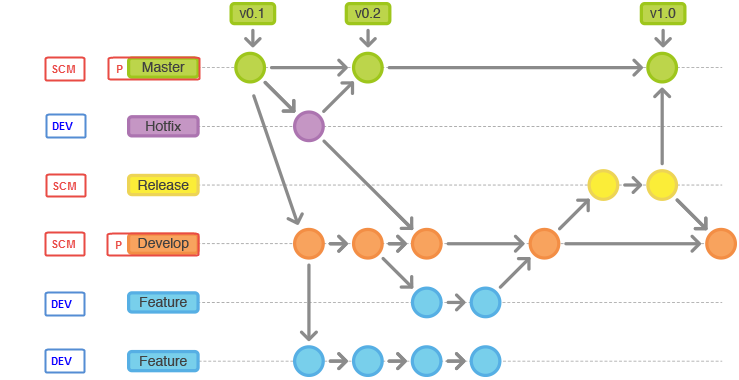 v0.1 v0.2 v1.0
SCM P Master
DEV Hotfix
SCM Release
SCM P Develop
DEV Feature
DEV Feature